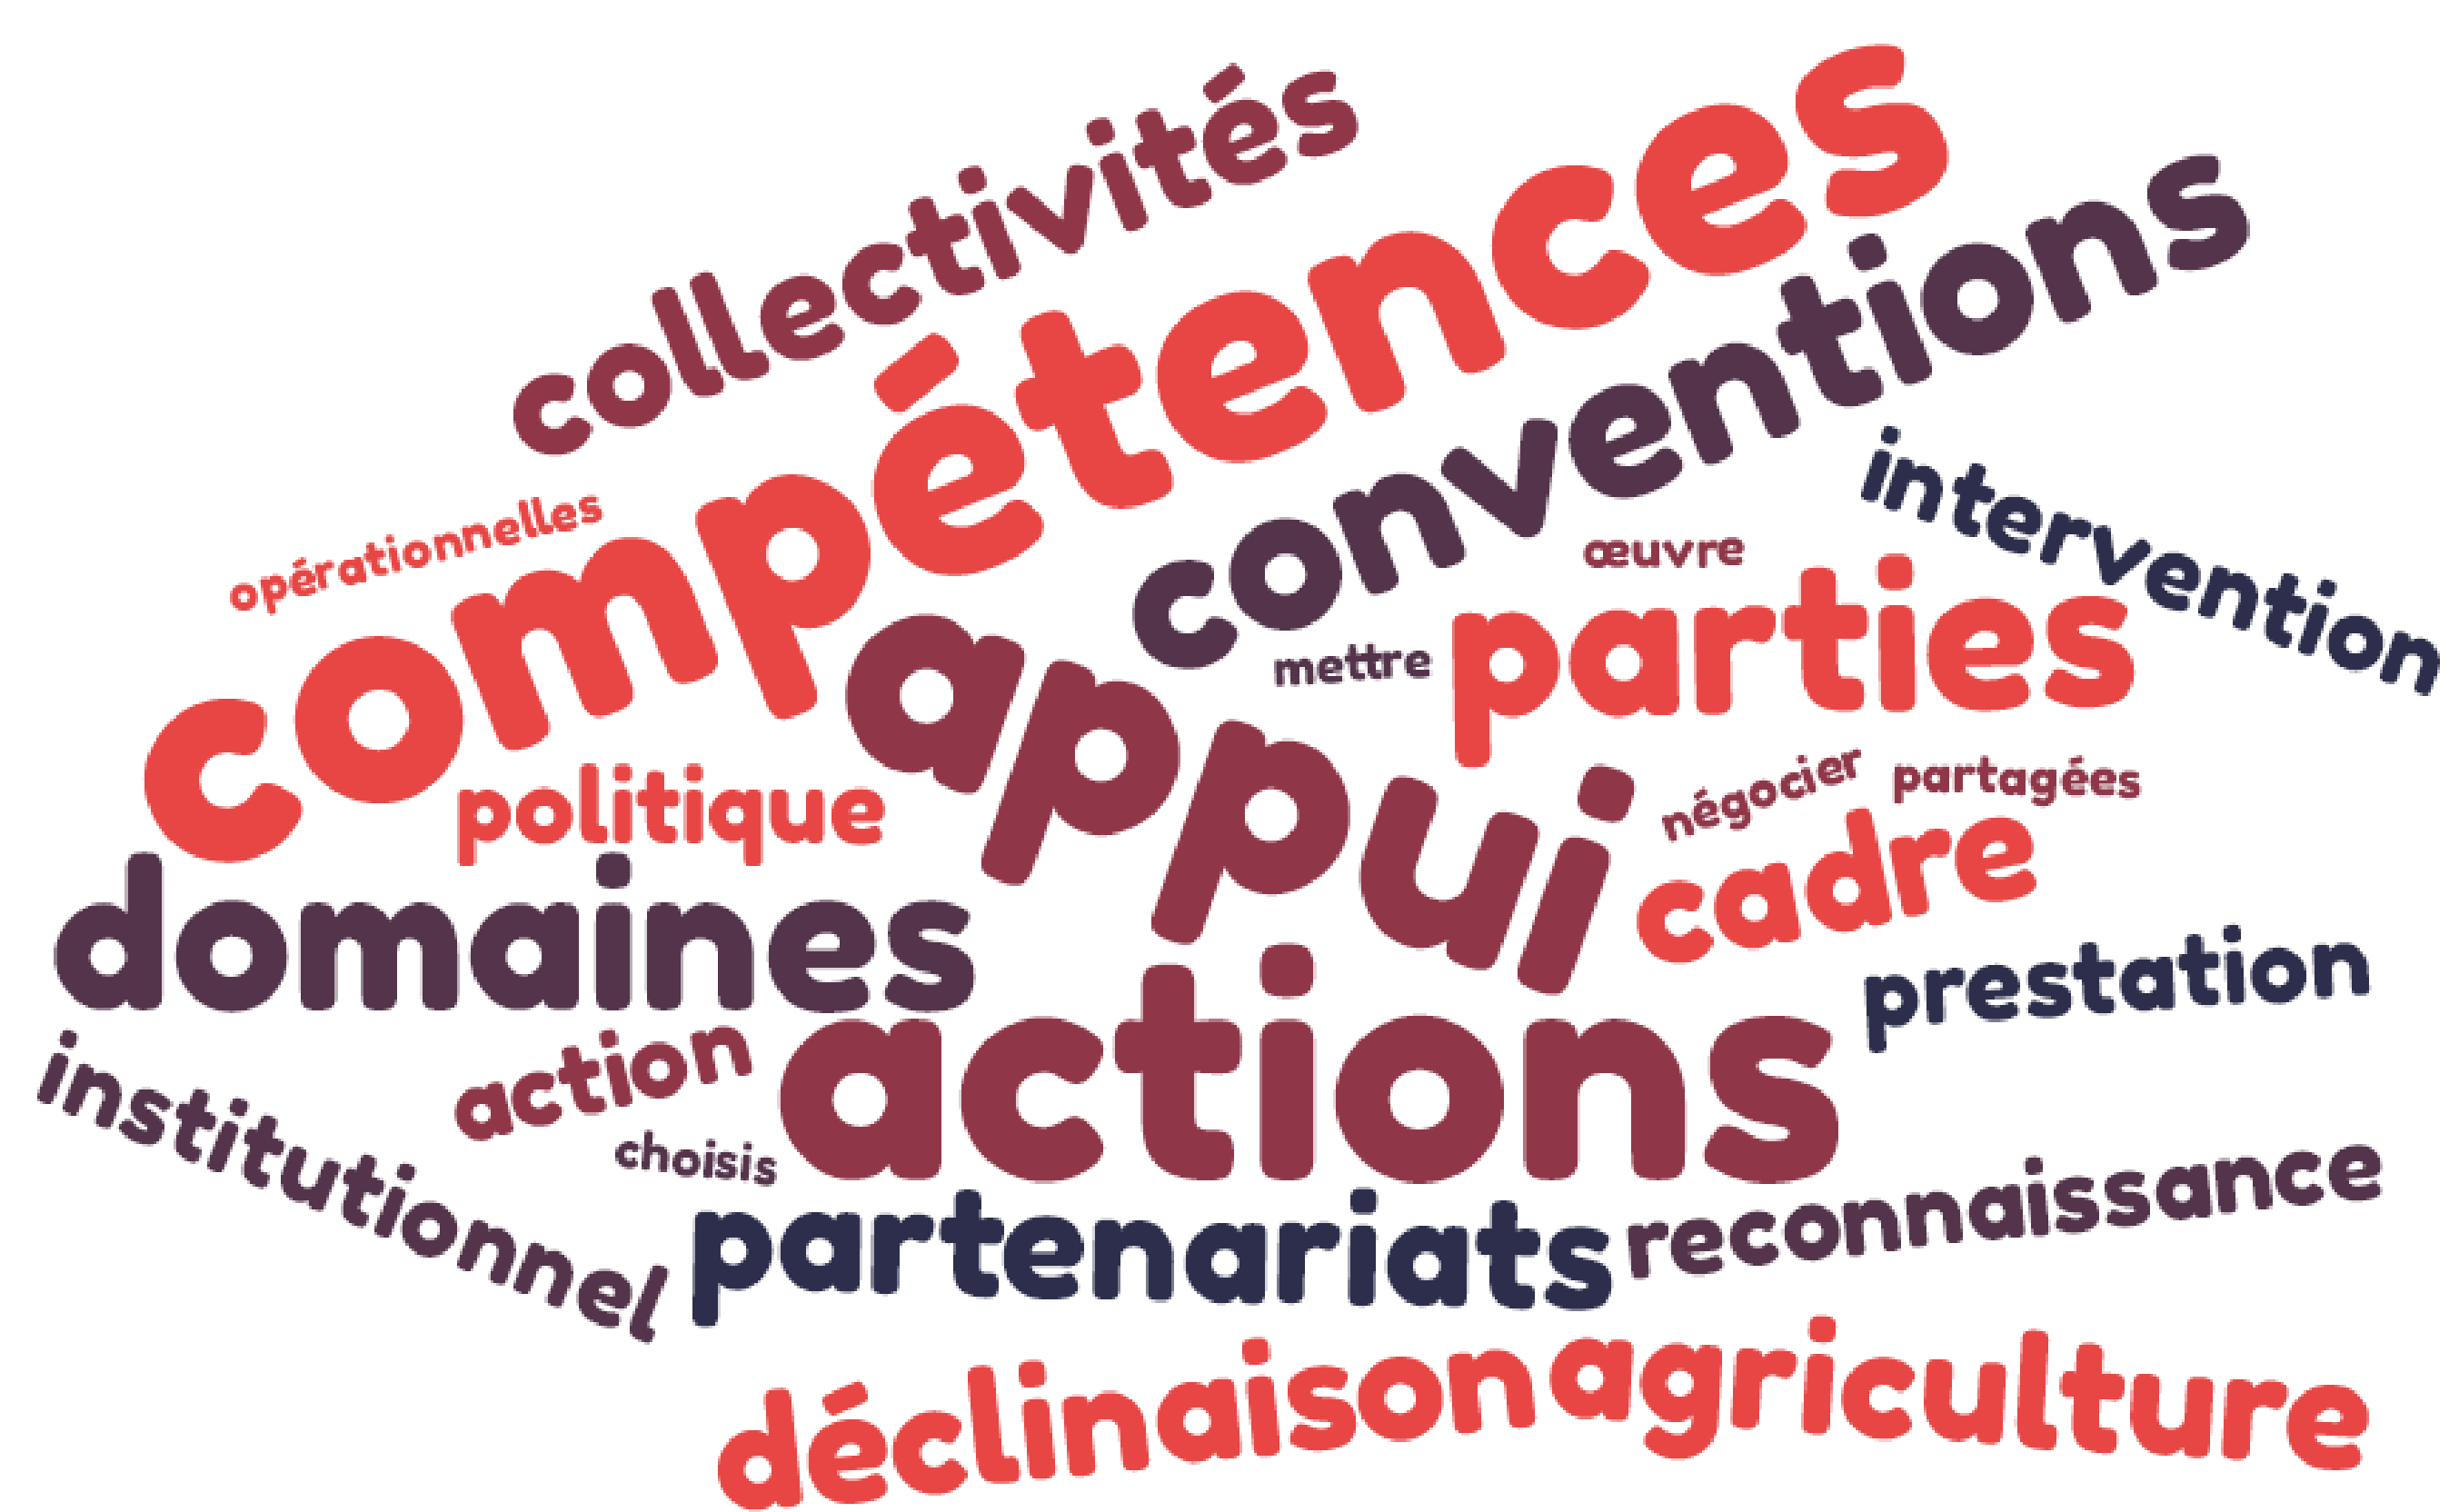 collectivités
compétences
conventions
opérationnelles
intervention
œuvre
mettre
parties
appui
politique
négocier
partagées
cadre
domaines
prestation
action
actions
institutionnel
choisis
partenariats
reconnaissance
déclinaison
agriculture